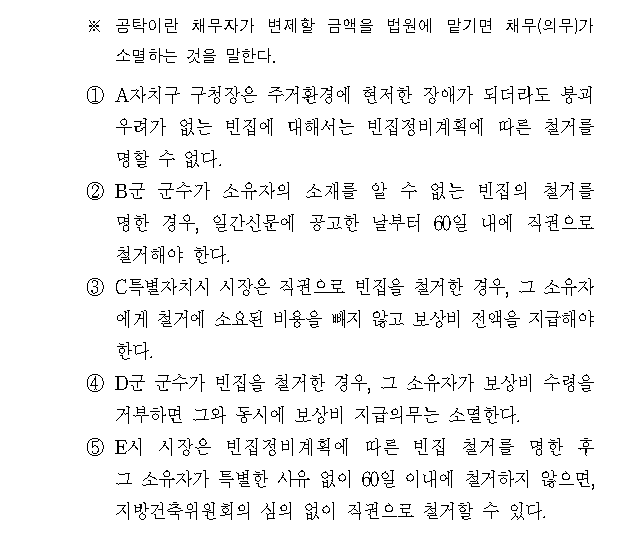 ※ 공탁이란 채무자가 변제할 금액을 법원에 맡기면 채무(의무)가
소멸하는 것을 말한다.
① A자치구 구청장은 주거환경에 현저한 장애가 되더라도 붕괴
우려가 없는 빈집에 대해서는 빈집정비계획에 따른 철거를
명할 수 없다.
② B군 군수가 소유자의 소재를 알 수 없는 빈집의 철거를
명한 경우, 일간신문에 공고한 날부터 60일 내에 직권으로
철거해야 한다.
③ C특별자치시 시장은 직권으로 빈집을 철거한 경우, 그 소유자
에게 철거에 소요된 비용을 빼지 않고 보상비 전액을 지급해야
한다.
④ D군 군수가 빈집을 철거한 경우, 그 소유자가 보상비 수령을
거부하면 그와 동시에 보상비 지급의무는 소멸한다.
⑤ E시 시장은 빈집정비계획에 따른 빈집 철거를 명한 후
그 소유자가 특별한 사유 없이 60일 이내에 철거하지 않으면,
지방건축위원회의 심의 없이 직권으로 철거할 수 있다.